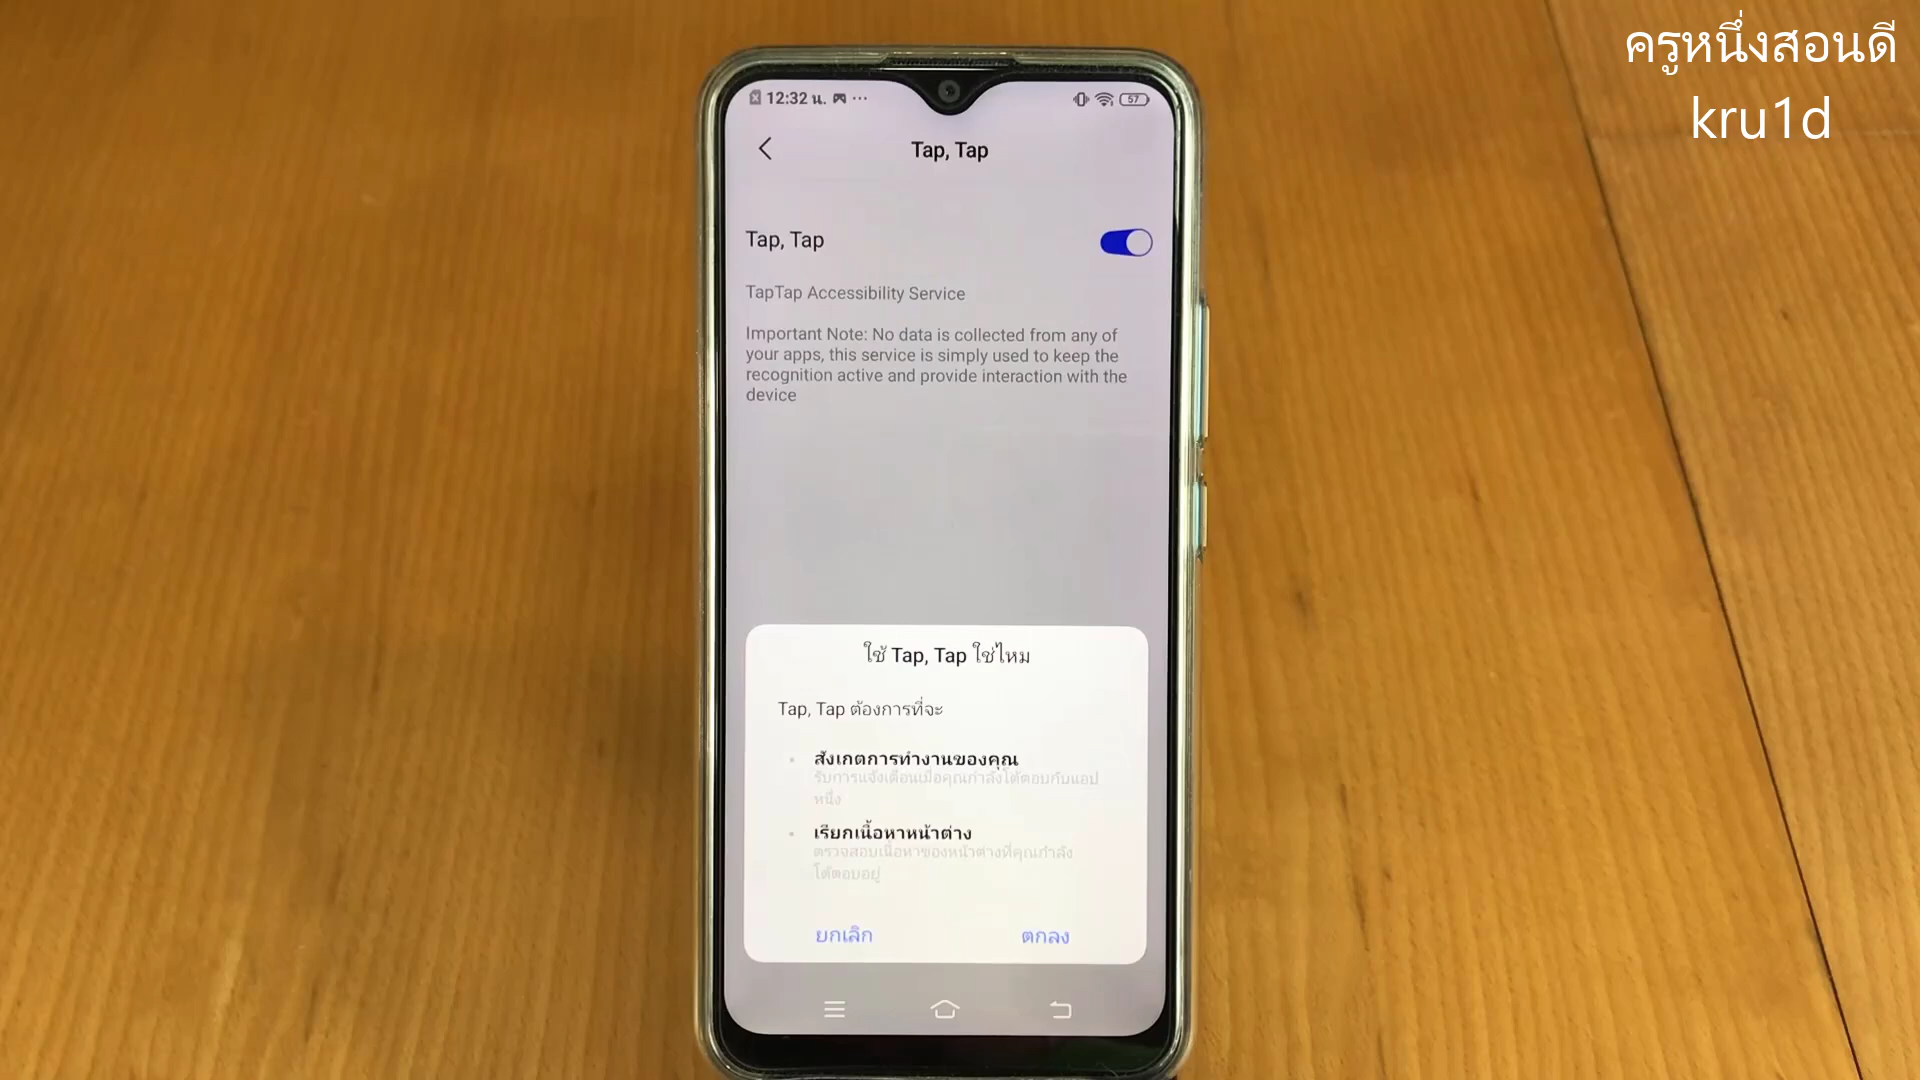 ครูหนึ่งสอนดี
kru1d
12:32 น. ···
57
Tap, Tap
Tap, Tap
TapTap Accessibility Service
Important Note: No data is collected from any of
your apps, this service is simply used to keep the
recognition active and provide interaction with the
device
ใช้ Tap, Tap ใช่ไหม
Tap, Tap ต้องการที่จะ
สังเกตการทำงานของคุณ
รับการแจ้งเตือนเมื่อคุณกำลังโต้ตอบกับแอป
หนึ่ง
เรียกเนื้อหาหน้าต่าง
ตรวจสอบเนื้อหาของหน้าต่างที่คุณกำลัง
โต้ตอบอยู่
ยกเลิก
ตกลง